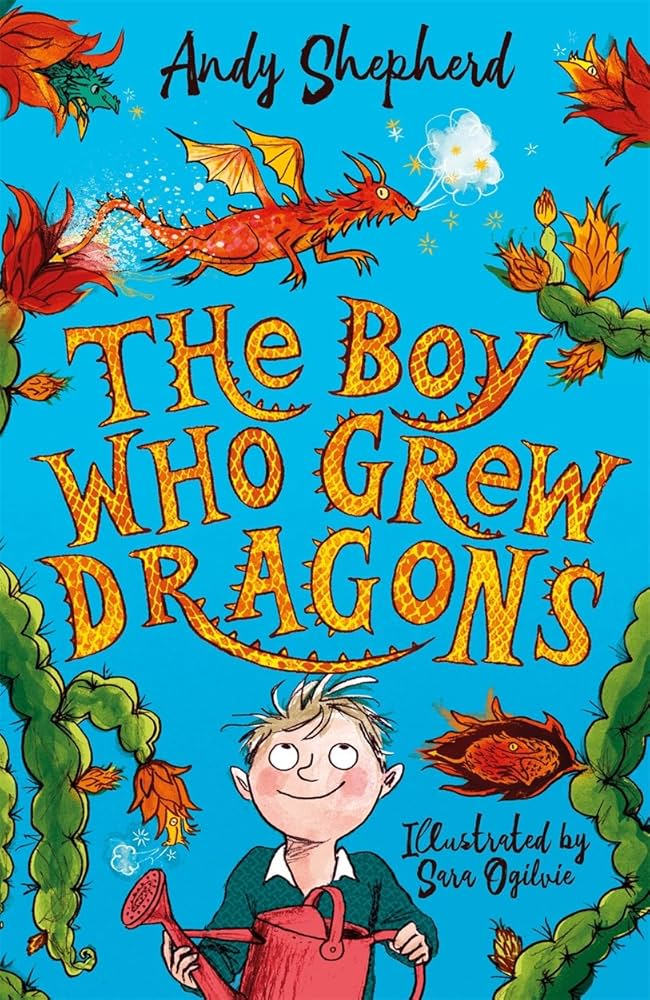 Andy Shepherd
THe BoY
WHO GReW
DRAGONS
Illustrated by
Sara Ogilvie